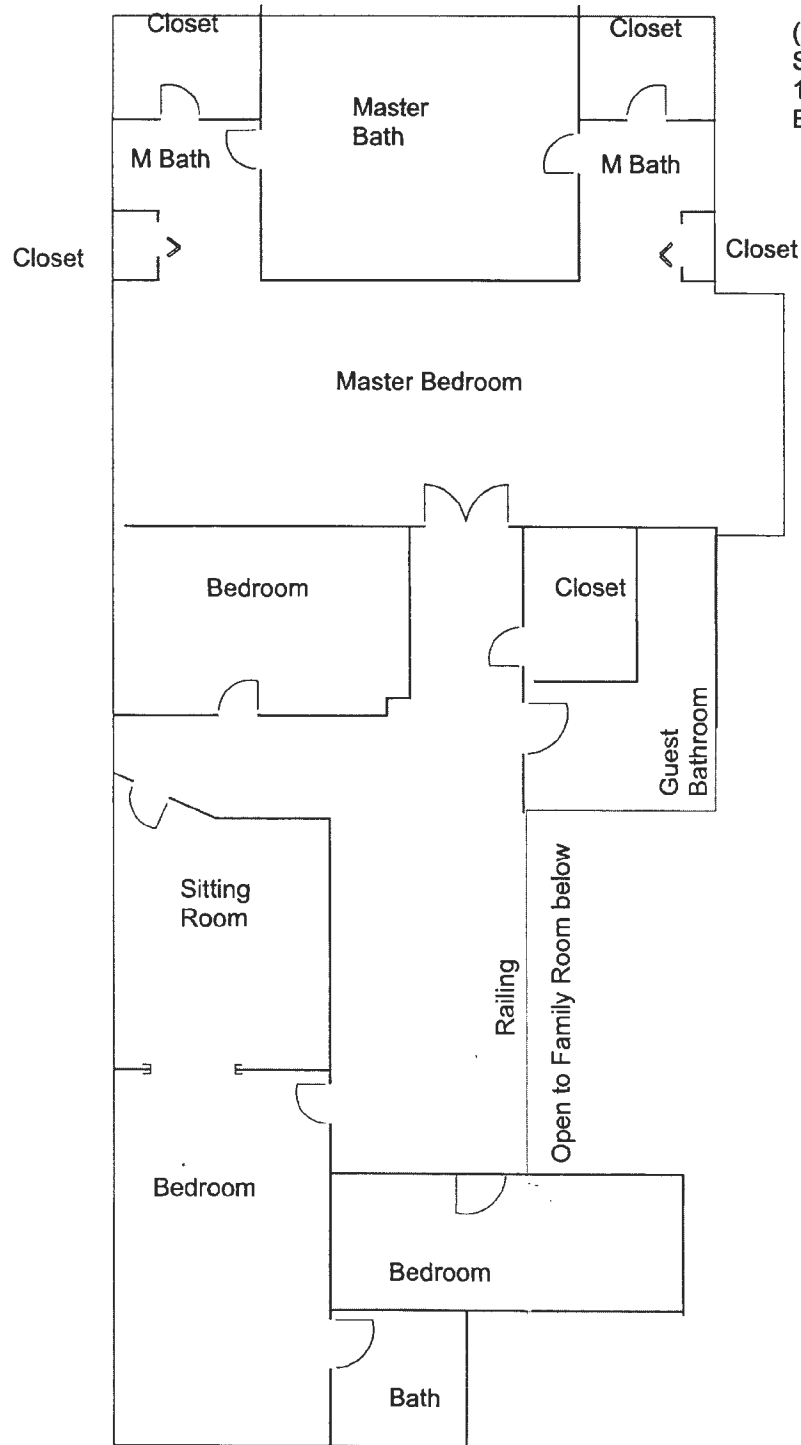 Closet
Closet
(
S
1
E
Master
Bath
M Bath
M Bath
Closet
Closet
Master Bedroom
Bedroom
Closet
Guest
Bathroom
Sitting
Room
Railing
Open to Family Room below
Bedroom
Bedroom
Bath